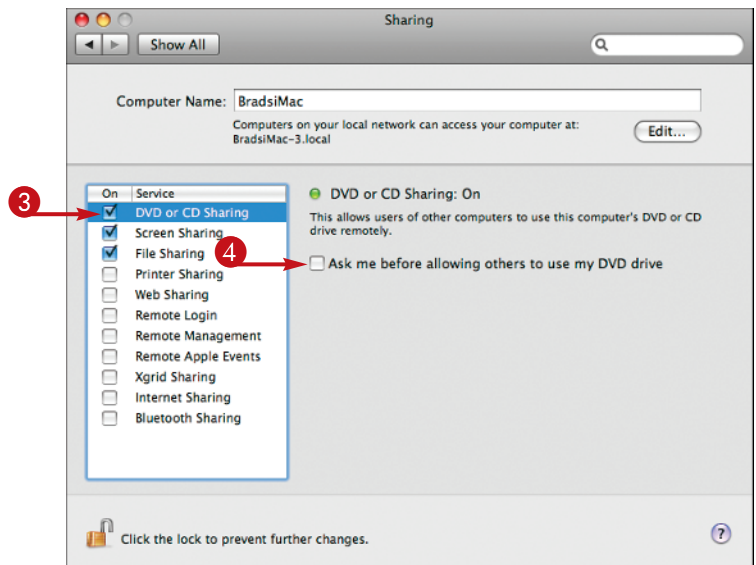 Sharing
Show All
Computer Name: BradsiMac
Computers on your local network can access your computer at:
BradsiMac-3.local
Edit...
On Service
DVD or CD Sharing
Screen Sharing
File Sharing
Printer Sharing
Web Sharing
Remote Login
Remote Management
Remote Apple Events
Xgrid Sharing
Internet Sharing
Bluetooth Sharing
3
DVD or CD Sharing: On
This allows users of other computers to use this computer's DVD or CD
drive remotely.
4
Ask me before allowing others to use my DVD drive
Click the lock to prevent further changes.
?